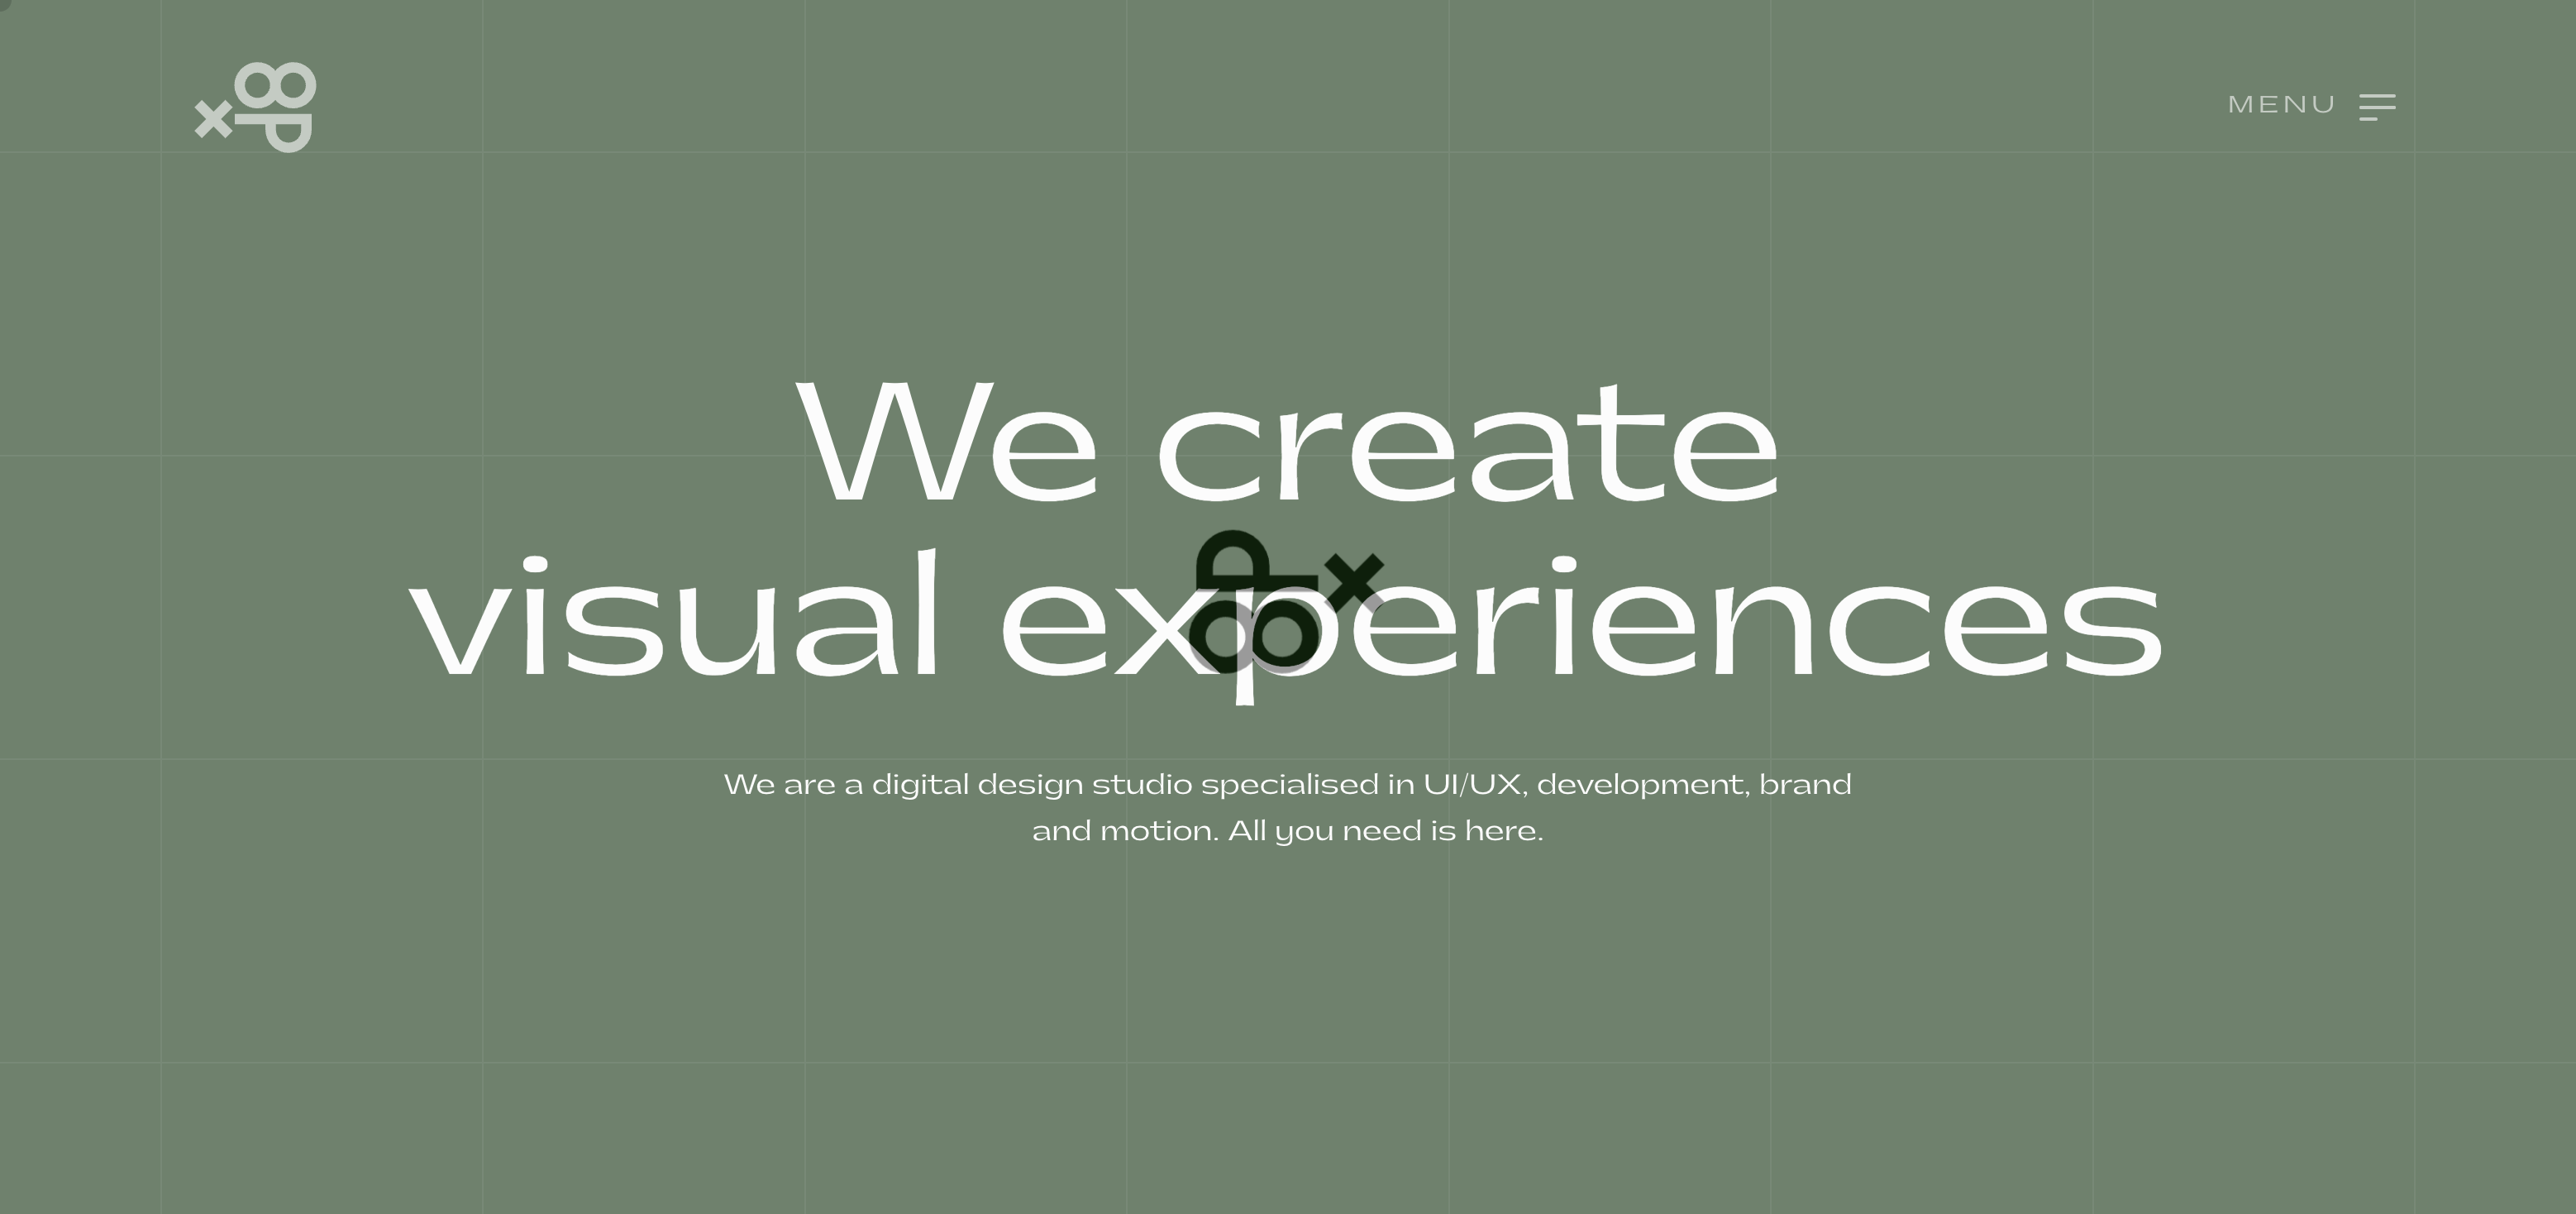 MENU
We create
visual experiences
We are a digital design studio specialised in UI/UX, development, brand
and motion. All you need is here.